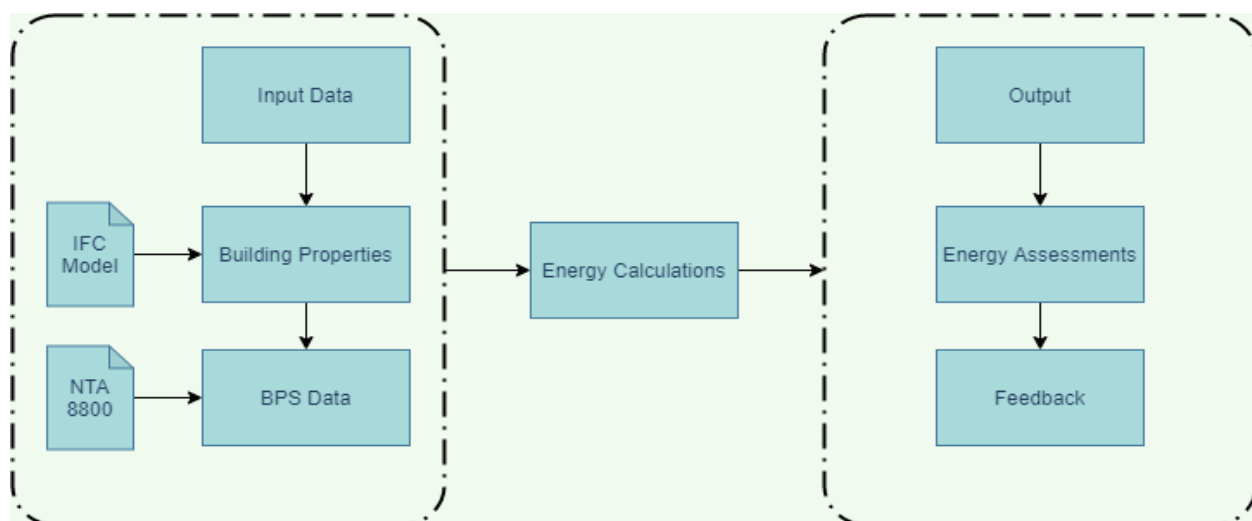 Input Data
IFC
Model
Building Properties
NTA
8800
BPS Data
Energy Calculations
Output
Energy Assessments
Feedback